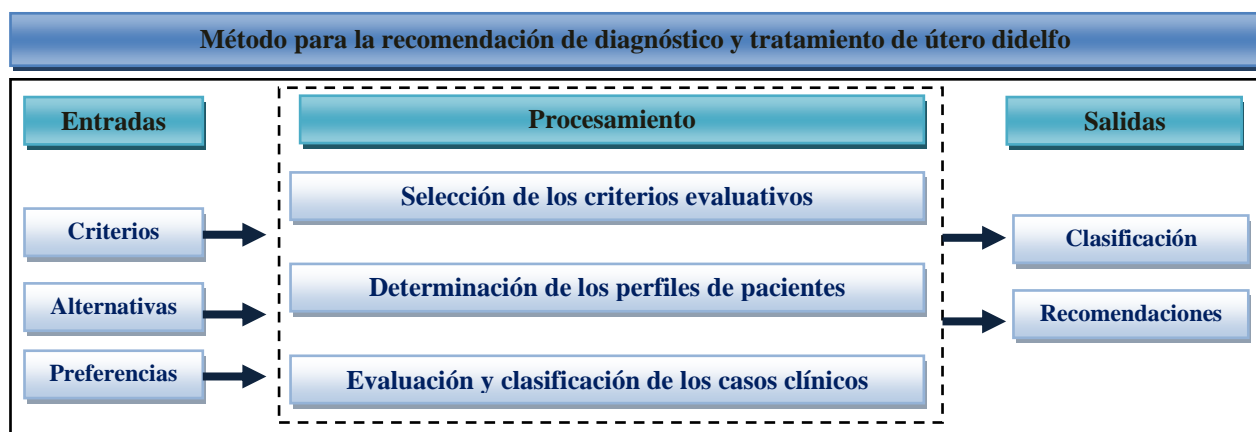 Método para la recomendación de diagnóstico y tratamiento de útero didelfo
Entradas
Procesamiento
Salidas
Criterios
Alternativas
Preferencias
Selección de los criterios evaluativos
Determinación de los perfiles de pacientes
Evaluación y clasificación de los casos clínicos
Clasificación
Recomendaciones